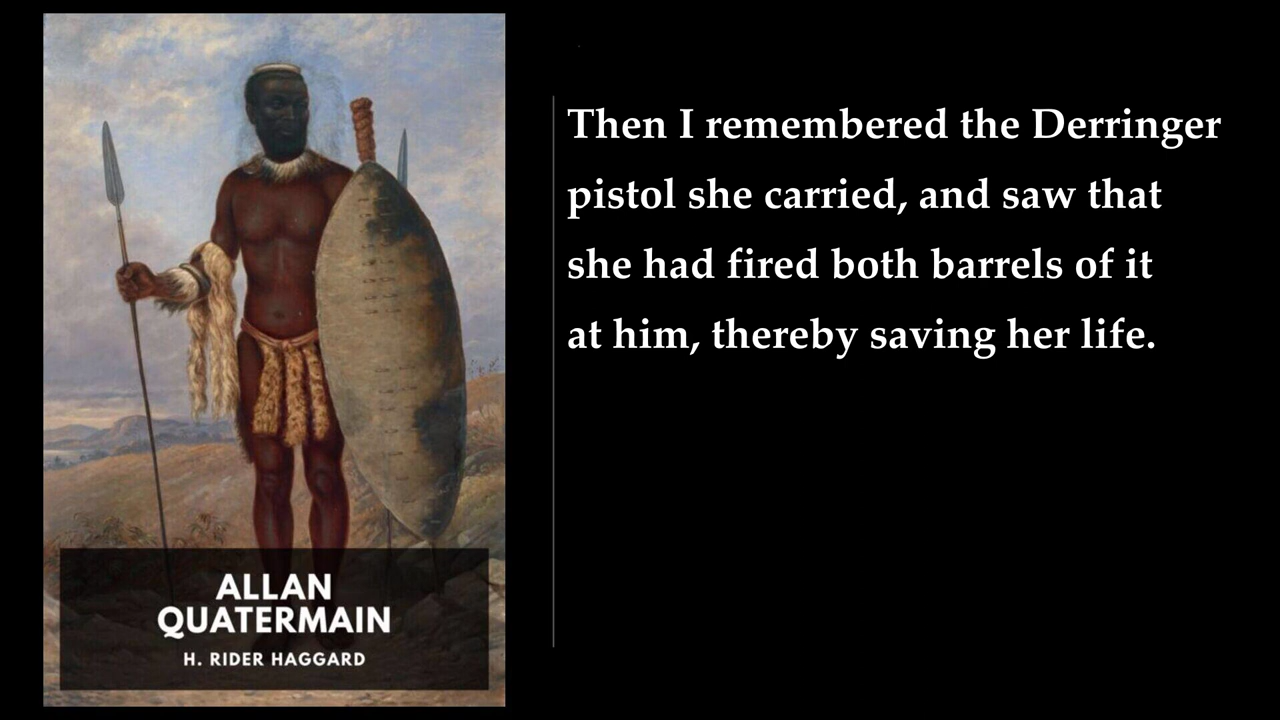 Then I remembered the Derringer
pistol she carried, and saw that
she had fired both barrels of it
at him, thereby saving her life.
ALLAN
QUATERMAIN
H. RIDER HAGGARD